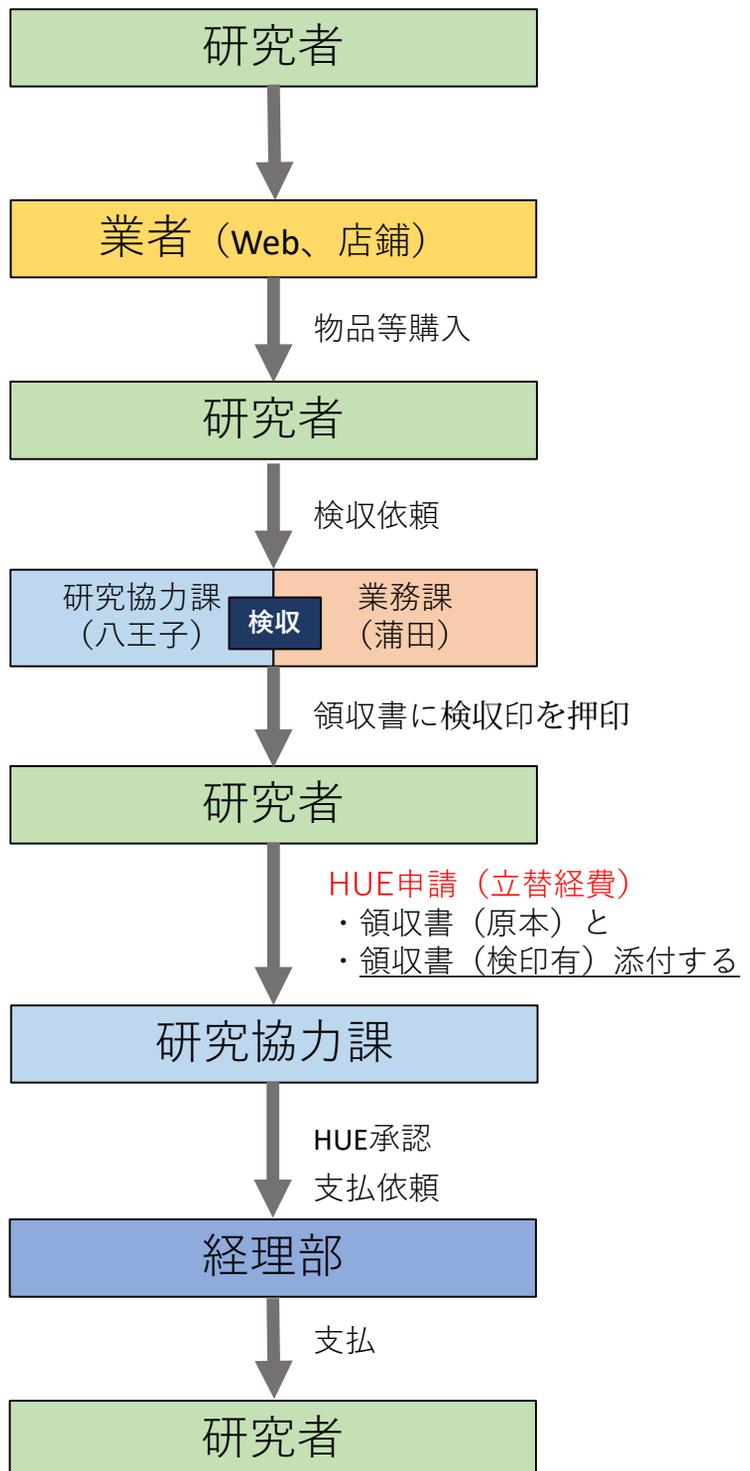 研究者
業者（Web、店舗）
物品等購入
研究者
検収依頼
研究協力課
（八王子）
検収
業務課
（蒲田）
領収書に検収印を押印
研究者
HUE申請（立替経費）
・領収書（原本）と
・領収書（検印有）添付する
研究協力課
HUE承認
支払依頼
経理部
支払
研究者